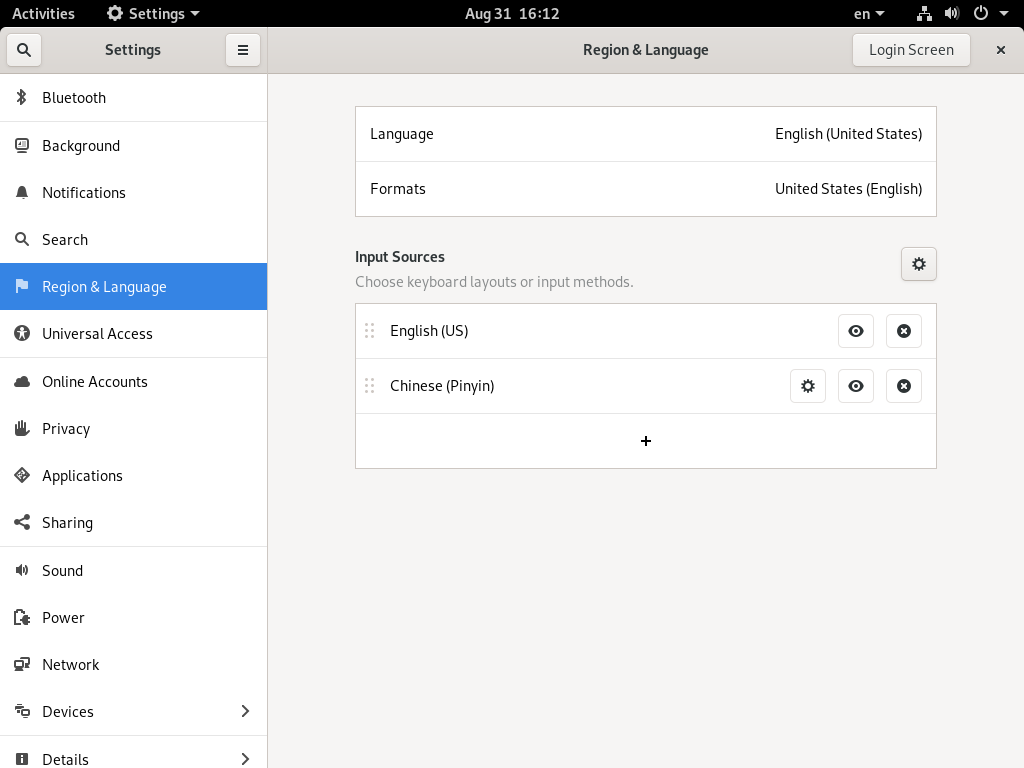 Activities
Settings
Aug 31 16:12
en
Settings
Region & Language
Login Screen
Bluetooth
Background
Notifications
Search
Region & Language
Universal Access
Online Accounts
Privacy
Applications
Sharing
Sound
Power
Network
Devices
Details
Language
English (United States)
Formats
United States (English)
Input Sources
Choose keyboard layouts or input methods.
English (US)
Chinese (Pinyin)